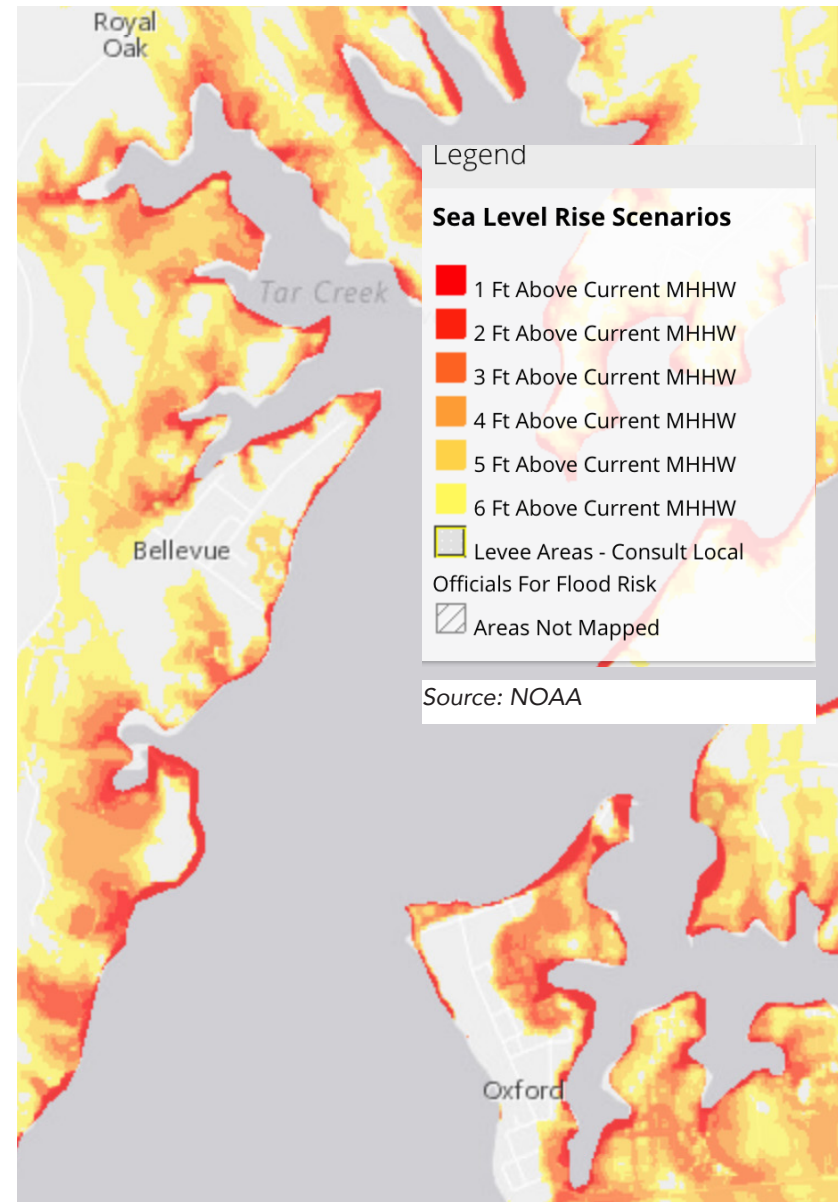 Royal
Oak
Legend
Sea Level Rise Scenarios
Tar Creek
1 Ft Above Current MHHW
2 Ft Above Current MHHW
3 Ft Above Current MHHW
4 Ft Above Current MHHW
5 Ft Above Current MHHW
6 Ft Above Current MHHW
Bellevue
Levee Areas - Consult Local
Officials For Flood Risk
Areas Not Mapped
Source: NOAA
Oxford